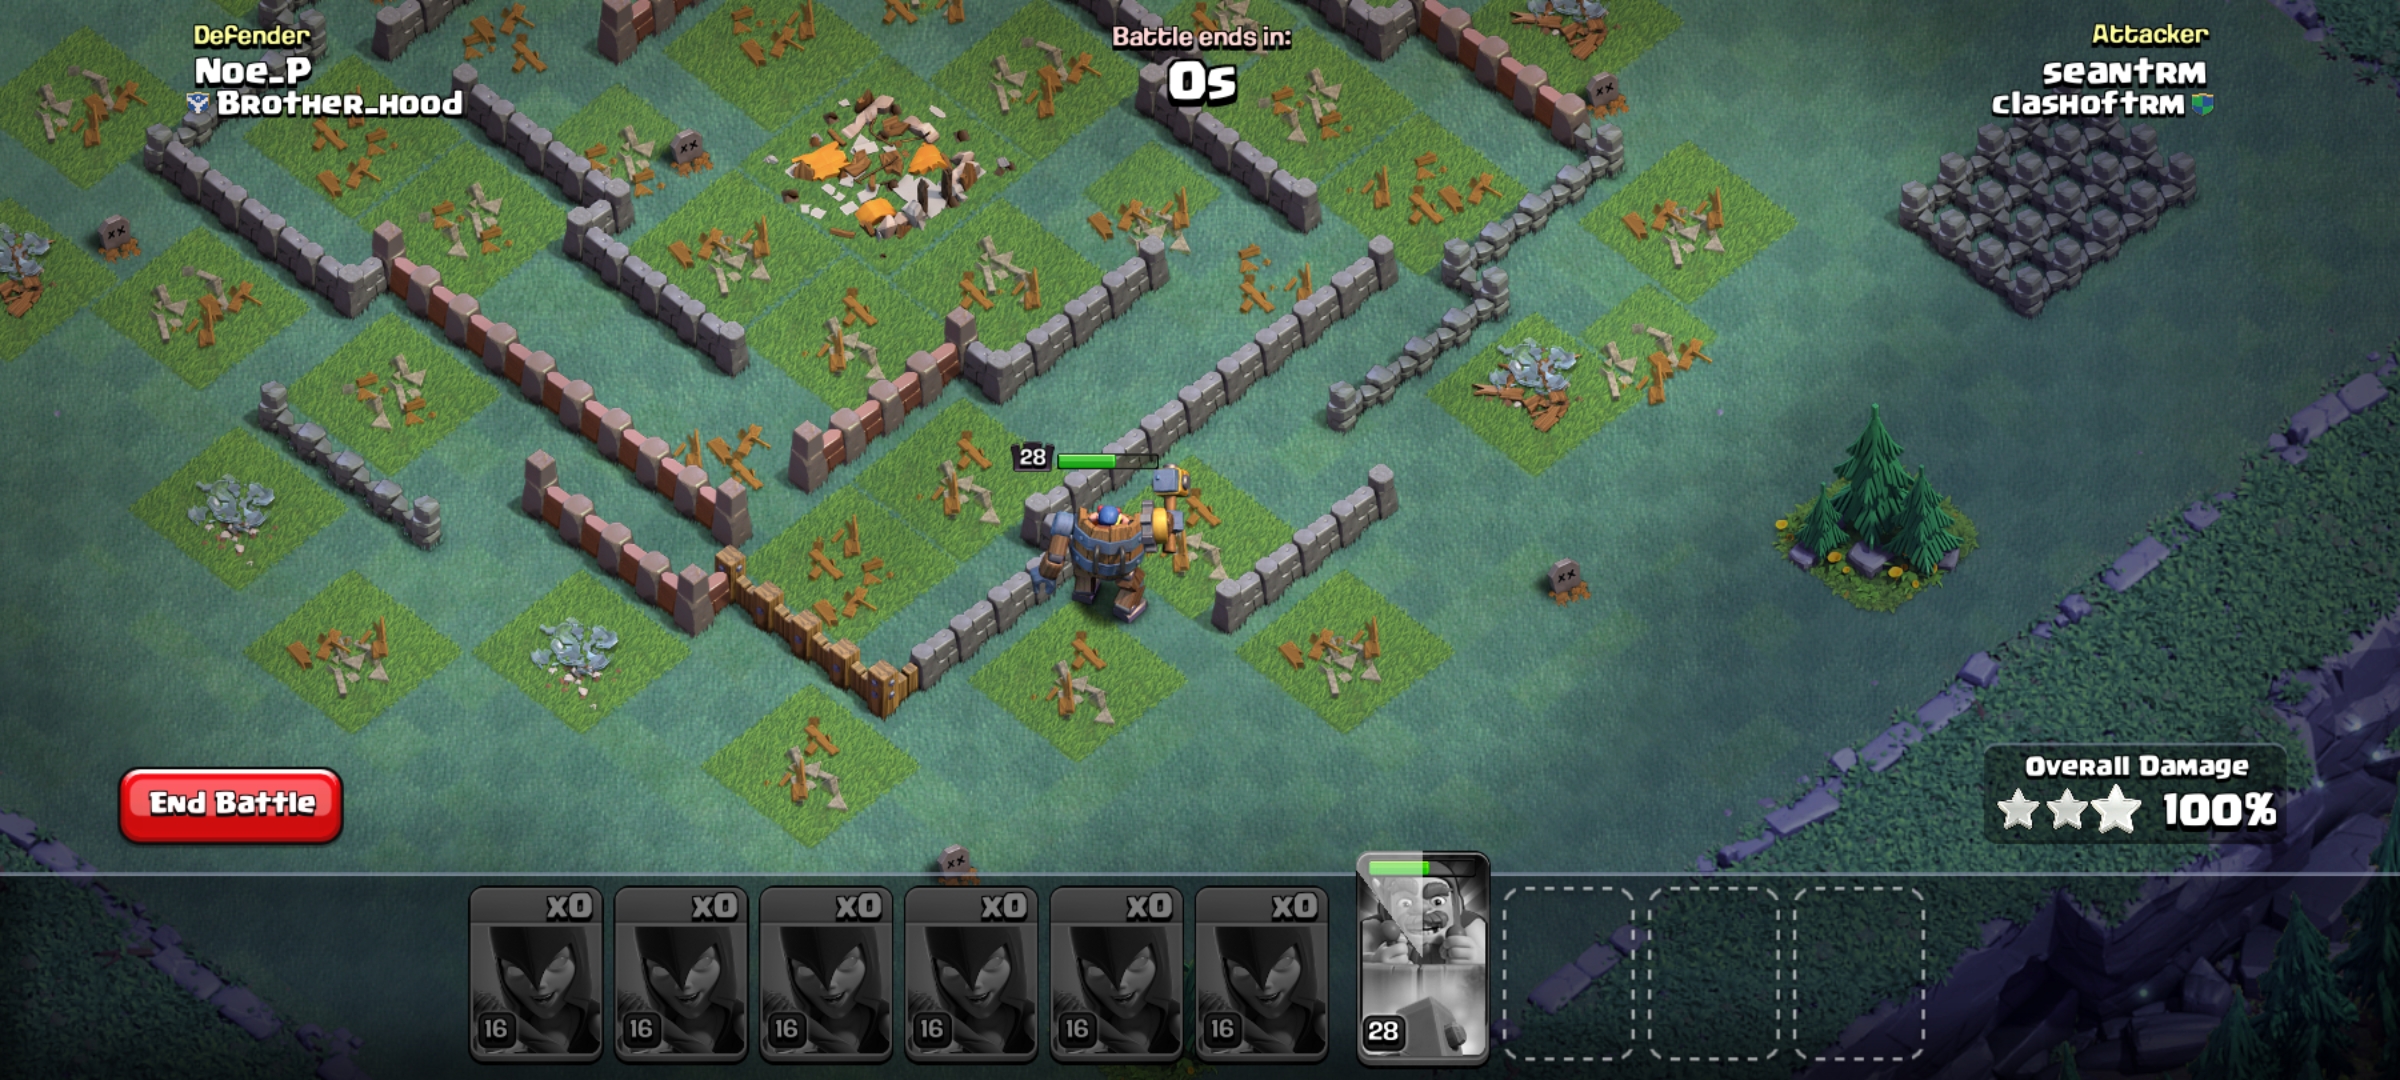 Defender
Noe_P
Brother_hood
Battle ends in:
0s
Attacker
seantrm
clashoftrm
28
End Battle
Overall Damage
100%
x0
x0
x0
x0
x0
x0
16
16
16
16
16
16
28